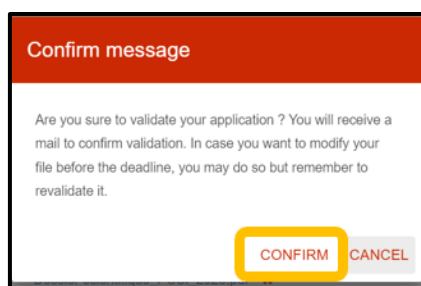 Confirm message
Are you sure to validate your application ? You will receive a
mail to confirm validation. In case you want to modify your
file before the deadline, you may do so but remember to
revalidate it.
CONFIRM CANCEL